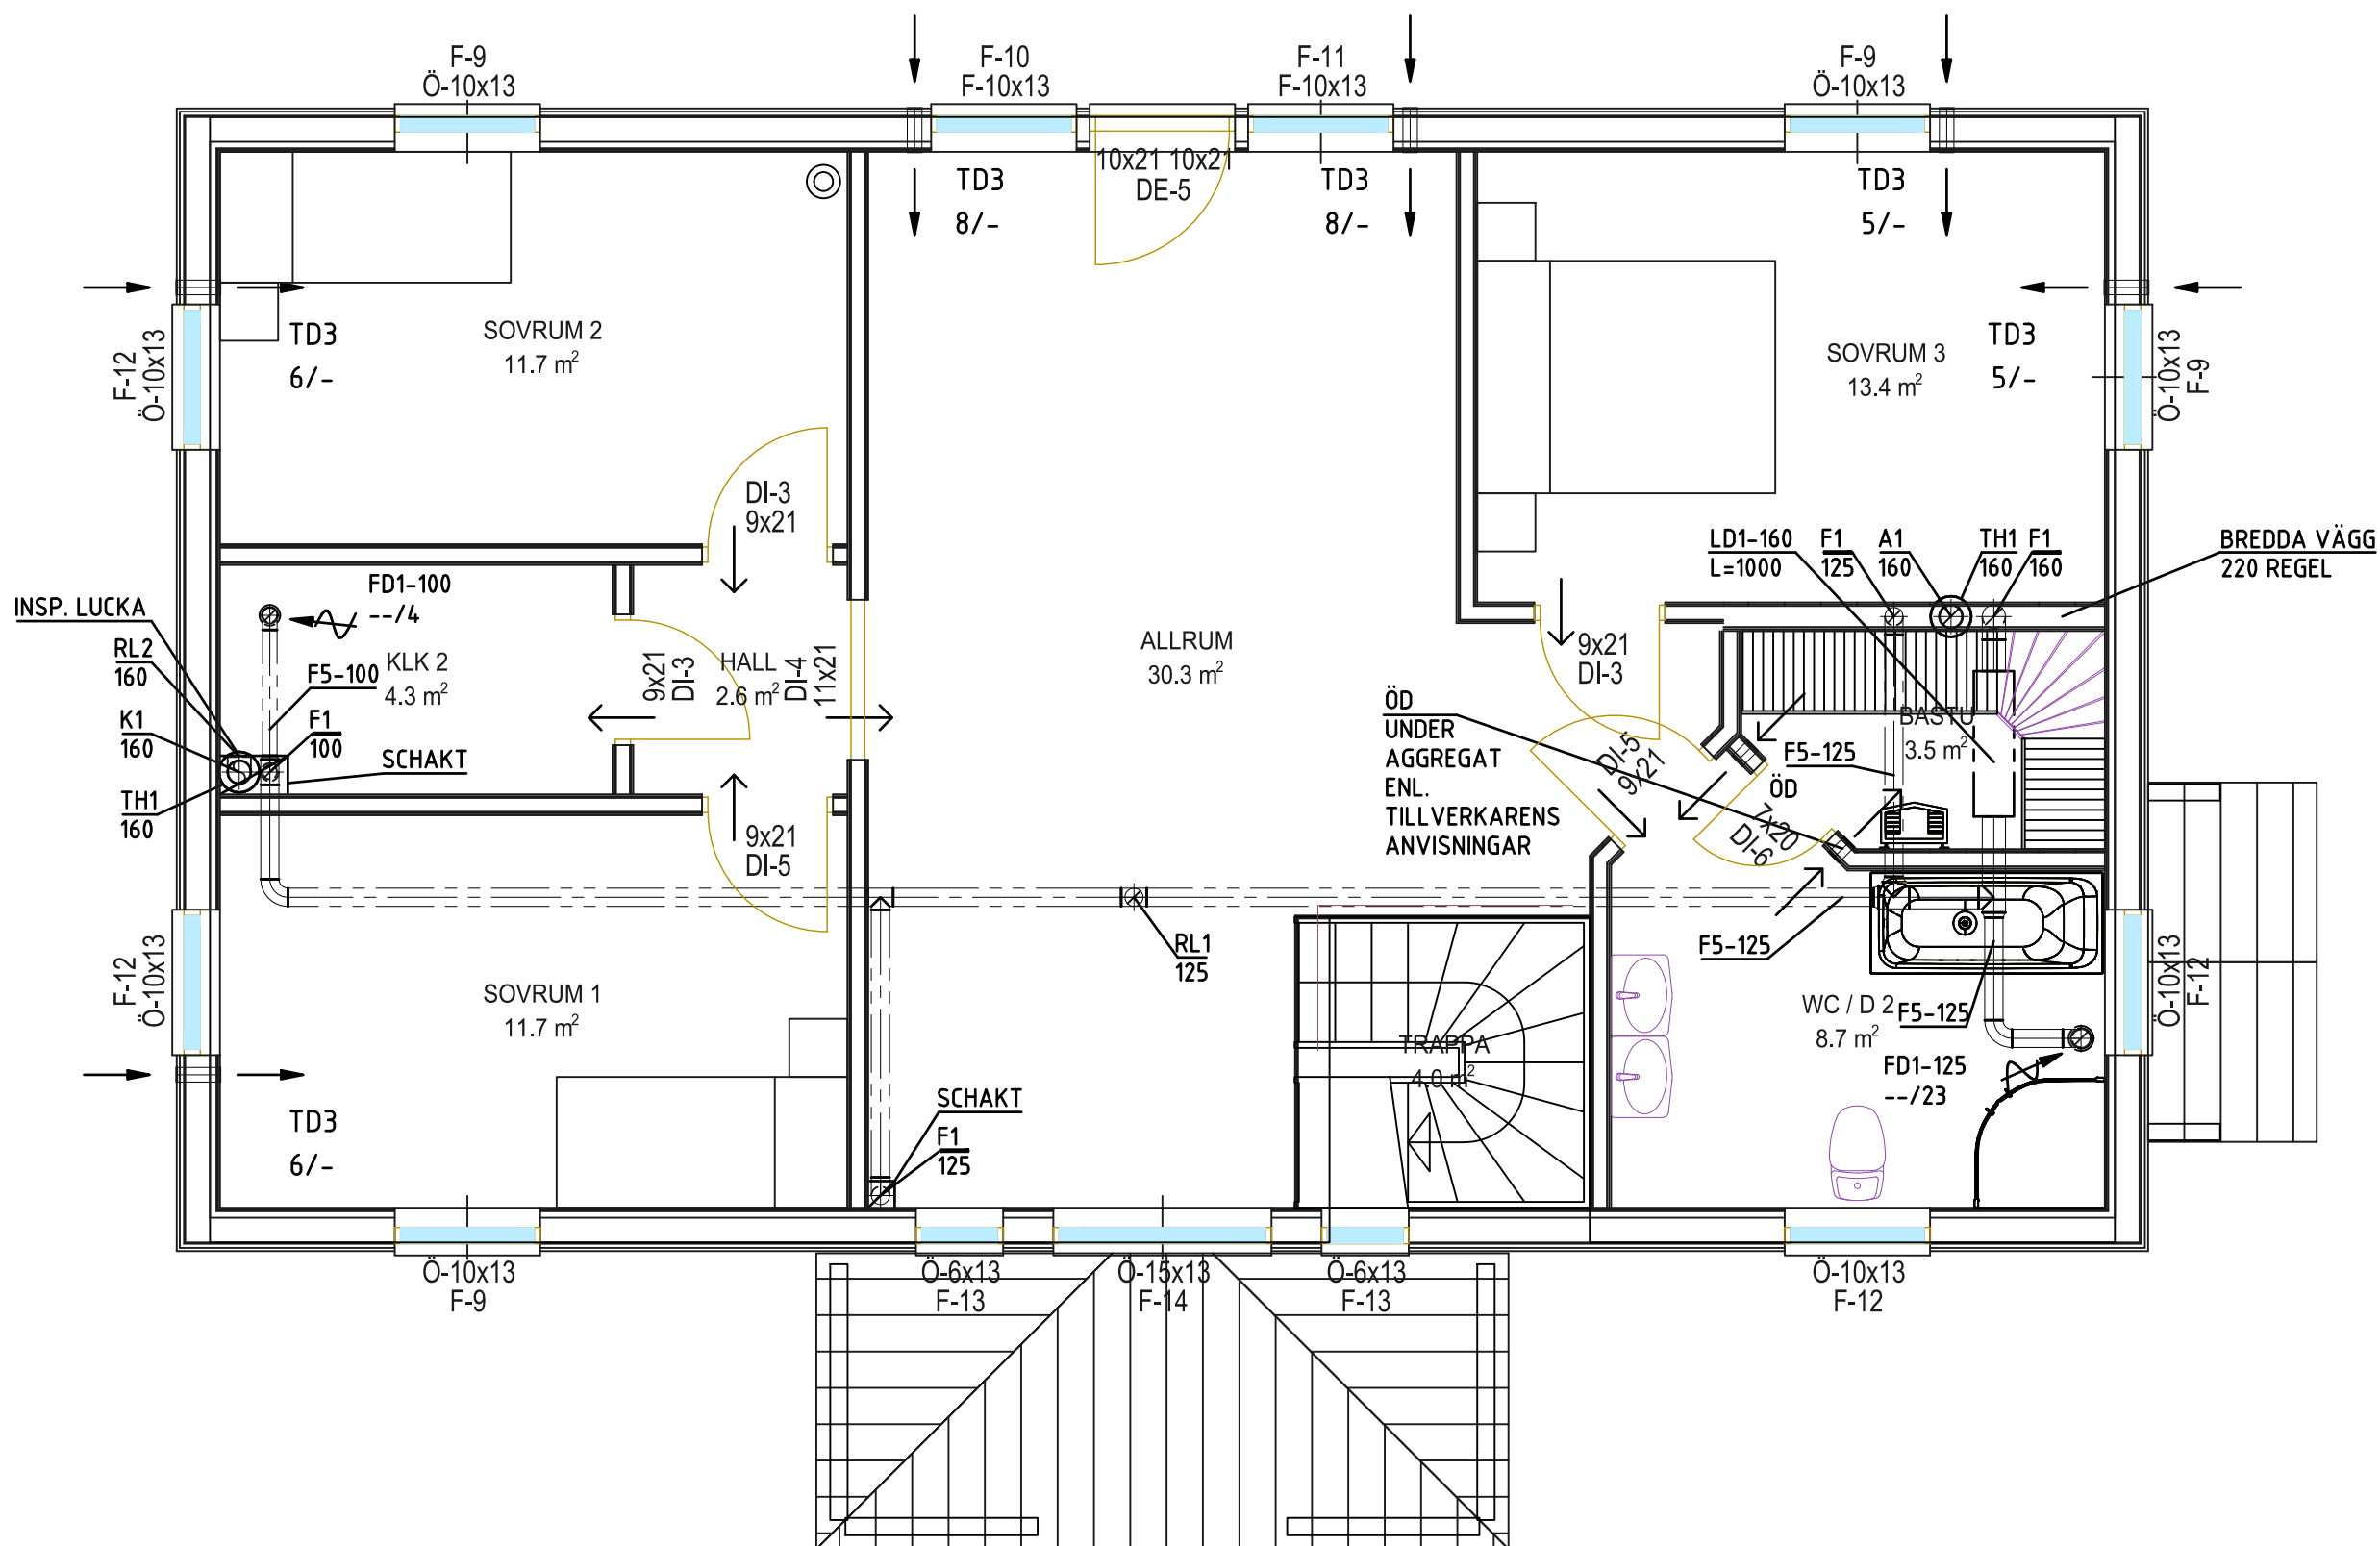 F-9
Ö-10x13
F-10
F-10x13
F-11
F-10x13
F-9
Ö-10x13
10x21 10x21
DE-5
TD3
8/-
TD3
8/-
TD3
5/-
F-12
Ö-10x13
TD3
6/-
SOVRUM 2
11.7 m²
SOVRUM 3
13.4 m²
TD3
5/-
Ö-10x13
F-9
DI-3
9x21
LD1-160
L=1000
F1
125
A1
160
TH1
160
F1
160
BREDDA VÄGG
220 REGEL
INSP. LUCKA
RL2
160
K1
160
TH1
160
FD1-100
--/4
KLK 2
4.3 m²
F5-100
F1
100
SCHAKT
9x21
DI-3
HALL
2.6 m²
DI-4
11x21
ALLRUM
30.3 m²
9x21
DI-3
ÖD
UNDER
AGGREGAT
ENL.
TILLVERKARENS
ANVISNINGAR
DI-5
9x21
BASTU
3.5 m²
F5-125
ÖD
7x20
DI-6
9x21
DI-5
RL1
125
F5-125
F-12
Ö-10x13
SOVRUM 1
11.7 m²
WC / D 2
8.7 m²
F5-125
Ö-10x13
F-12
TRAPPA
4.0 m²
FD1-125
--/23
TD3
6/-
SCHAKT
F1
125
Ö-10x13
F-9
Ö-6x13
F-13
Ö-15x13
F-14
Ö-6x13
F-13
Ö-10x13
F-12